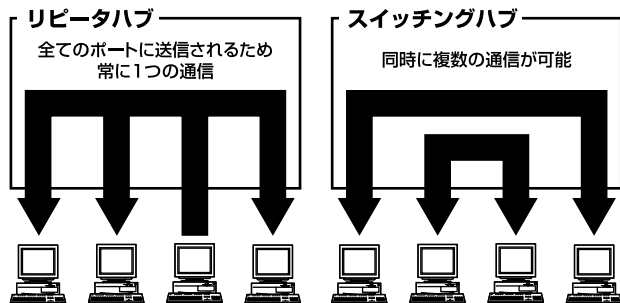 リピータハブ
全てのポートに送信されるため
常に1つの通信
スイッチングハブ
同時に複数の通信が可能